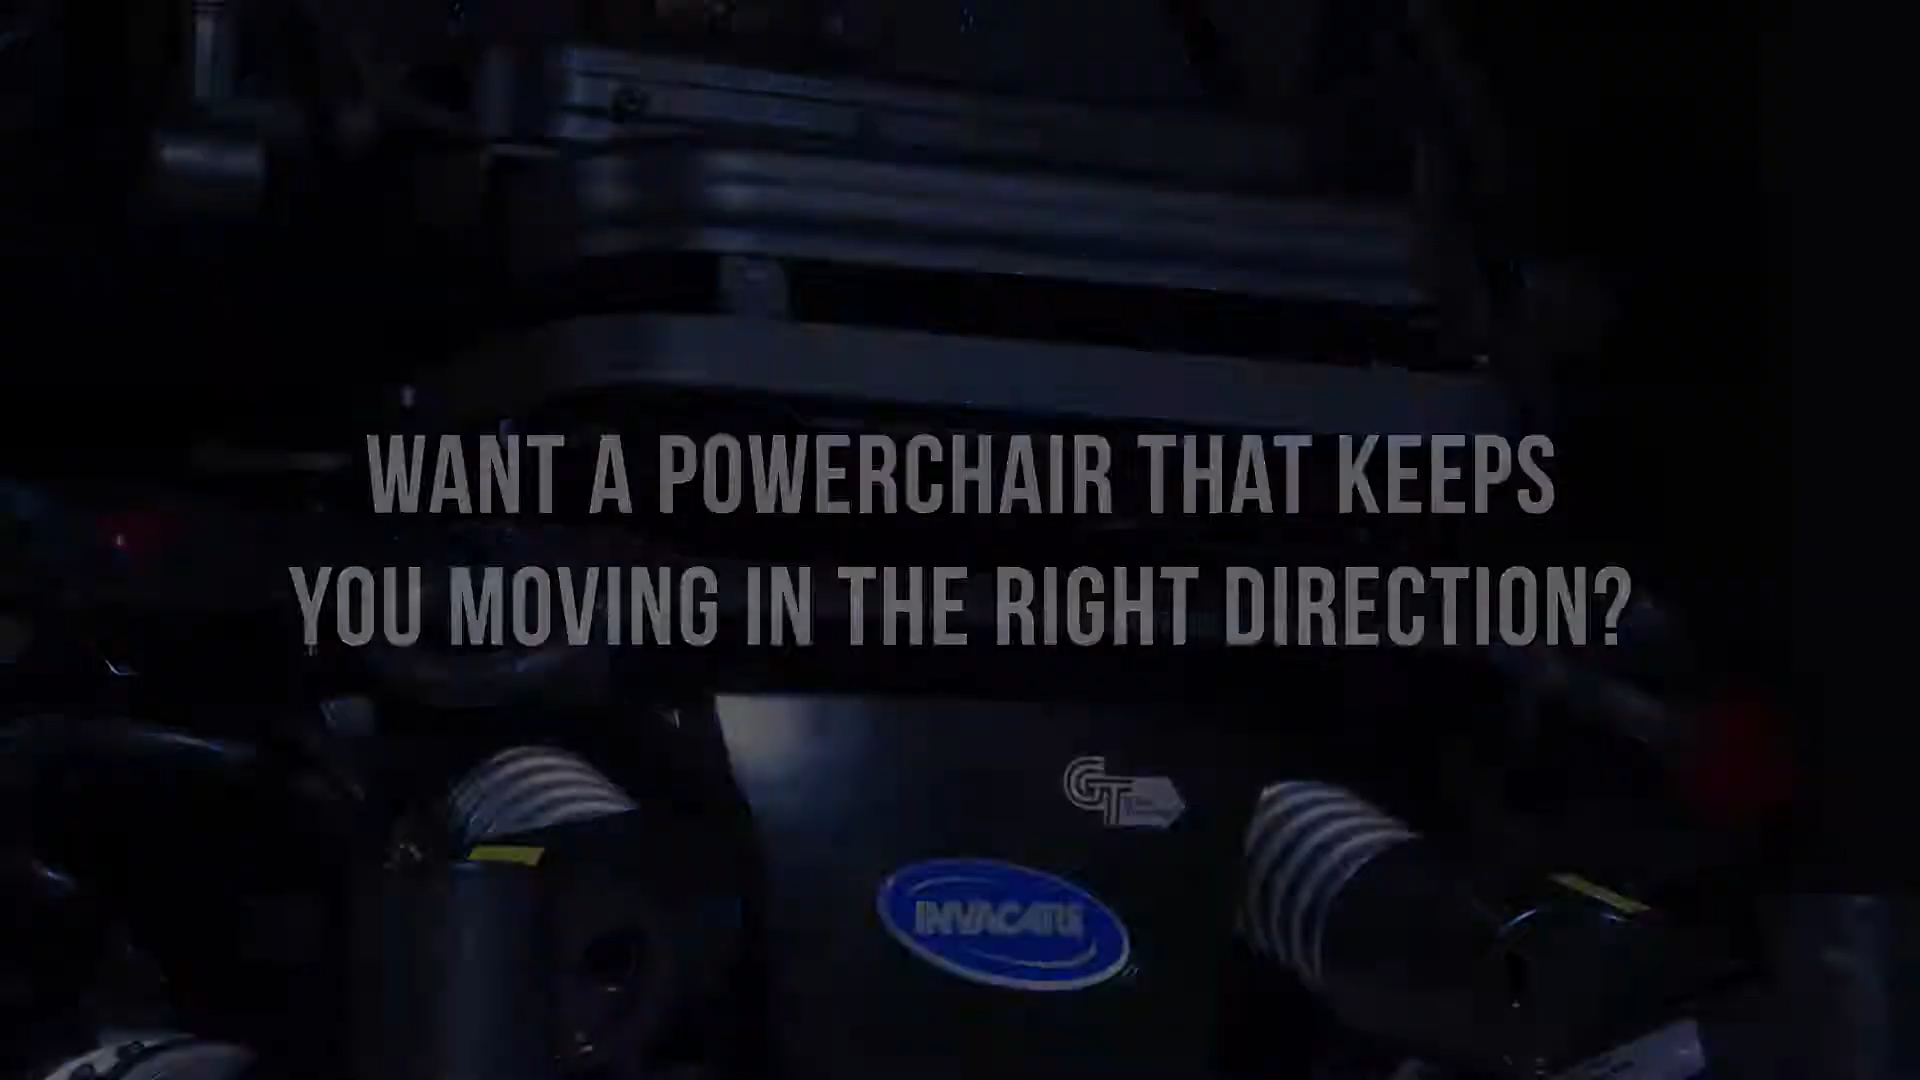 WANT A POWERCHAIR THAT KEEPS
YOU MOVING IN THE RIGHT DIRECTION?
GT
INVACARE